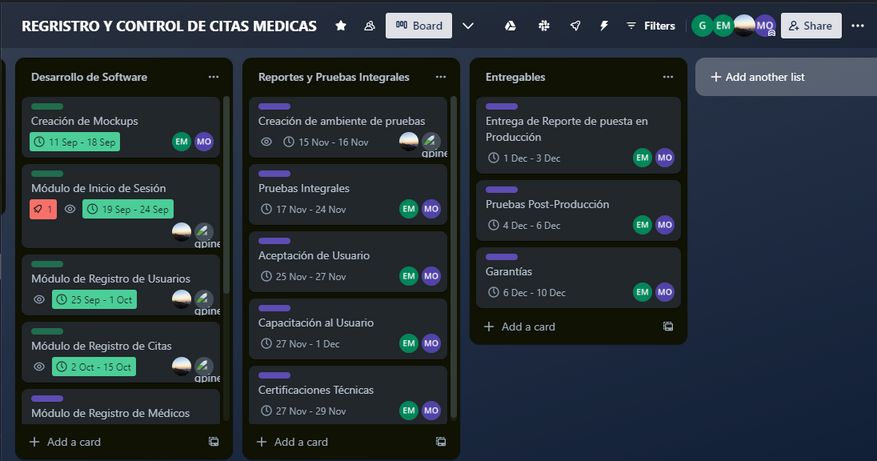 REGRISTRO Y CONTROL DE CITAS MEDICAS
Board
Filters
G
EM
MO
Share
Desarrollo de Software
Creación de Mockups
11 Sep - 18 Sep
EM
MO
Módulo de Inicio de Sesión
1
19 Sep - 24 Sep
gpine
Módulo de Registro de Usuarios
25 Sep - 1 Oct
gpine
Módulo de Registro de Citas
2 Oct - 15 Oct
gpine
Módulo de Registro de Médicos
Add a card
Reportes y Pruebas Integrales
Creación de ambiente de pruebas
15 Nov - 16 Nov
gpine
Pruebas Integrales
17 Nov - 24 Nov
EM
MO
Aceptación de Usuario
25 Nov - 27 Nov
EM
MO
Capacitación al Usuario
27 Nov - 1 Dec
EM
MO
Certificaciones Técnicas
27 Nov - 29 Nov
EM
MO
Add a card
Entregables
Entrega de Reporte de puesta en
Producción
1 Dec - 3 Dec
EM
MO
Pruebas Post-Producción
4 Dec - 6 Dec
EM
MO
Garantías
6 Dec - 10 Dec
EM
MO
Add a card
Add another list